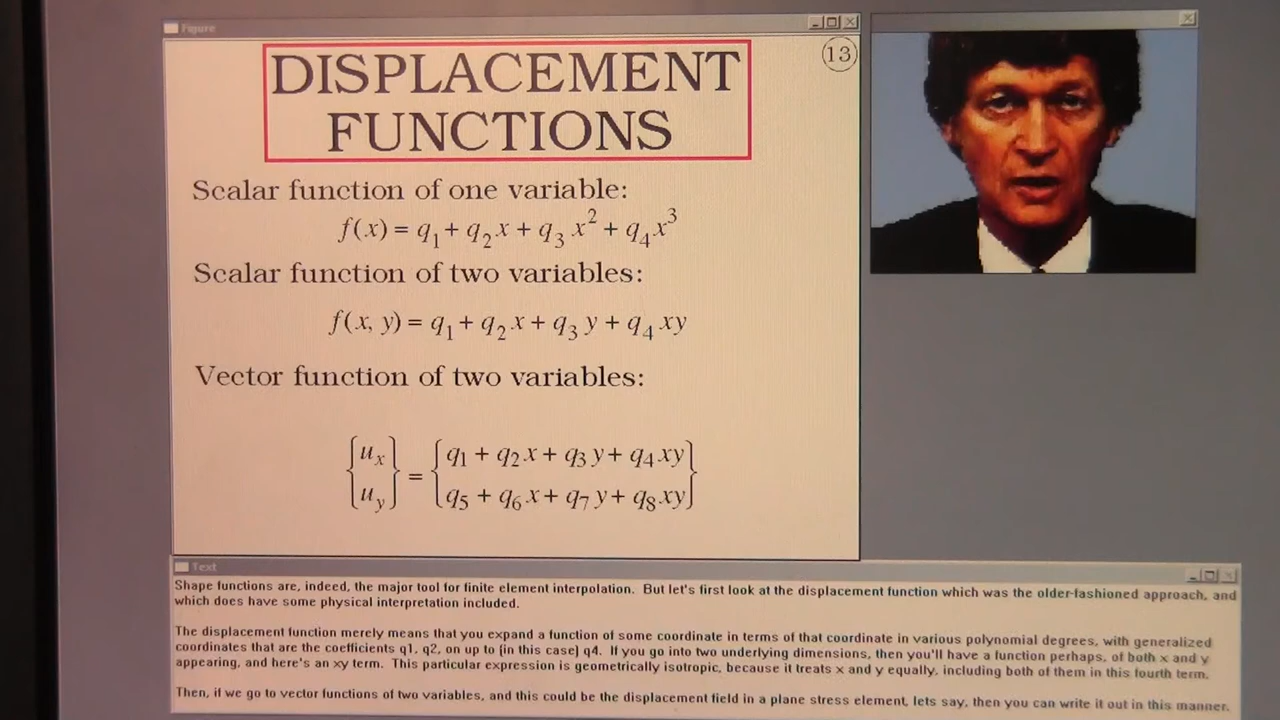 Figure
13
DISPLACEMENT
FUNCTIONS
Scalar function of one variable:
f(x) = q₁ + q₂x + q₃x² + q₄x³
Scalar function of two variables:
f(x, y) = q₁ + q₂x + q₃y + q₄xy
Vector function of two variables:
{uₓ} = {q₁ + q₂x + q₃y + q₄xy}
{u_y} {q₅ + q₆x + q₇y + q₈xy}
Text
Shape functions are, indeed, the major tool for finite element interpolation. But let's first look at the displacement function which was the older-fashioned approach, and
which does have some physical interpretation included.
The displacement function merely means that you expand a function of some coordinate in terms of that coordinate in various polynomial degrees, with generalized
coordinates that are the coefficients q1, q2, on up to (in this case) q4. If you go into two underlying dimensions, then you'll have a function perhaps, of both x and y
appearing, and here's an xy term. This particular expression is geometrically isotropic, because it treats x and y equally, including both of them in this fourth term.
Then, if we go to vector functions of two variables, and this could be the displacement field in a plane stress element, lets say, then you can write it out in this manner.